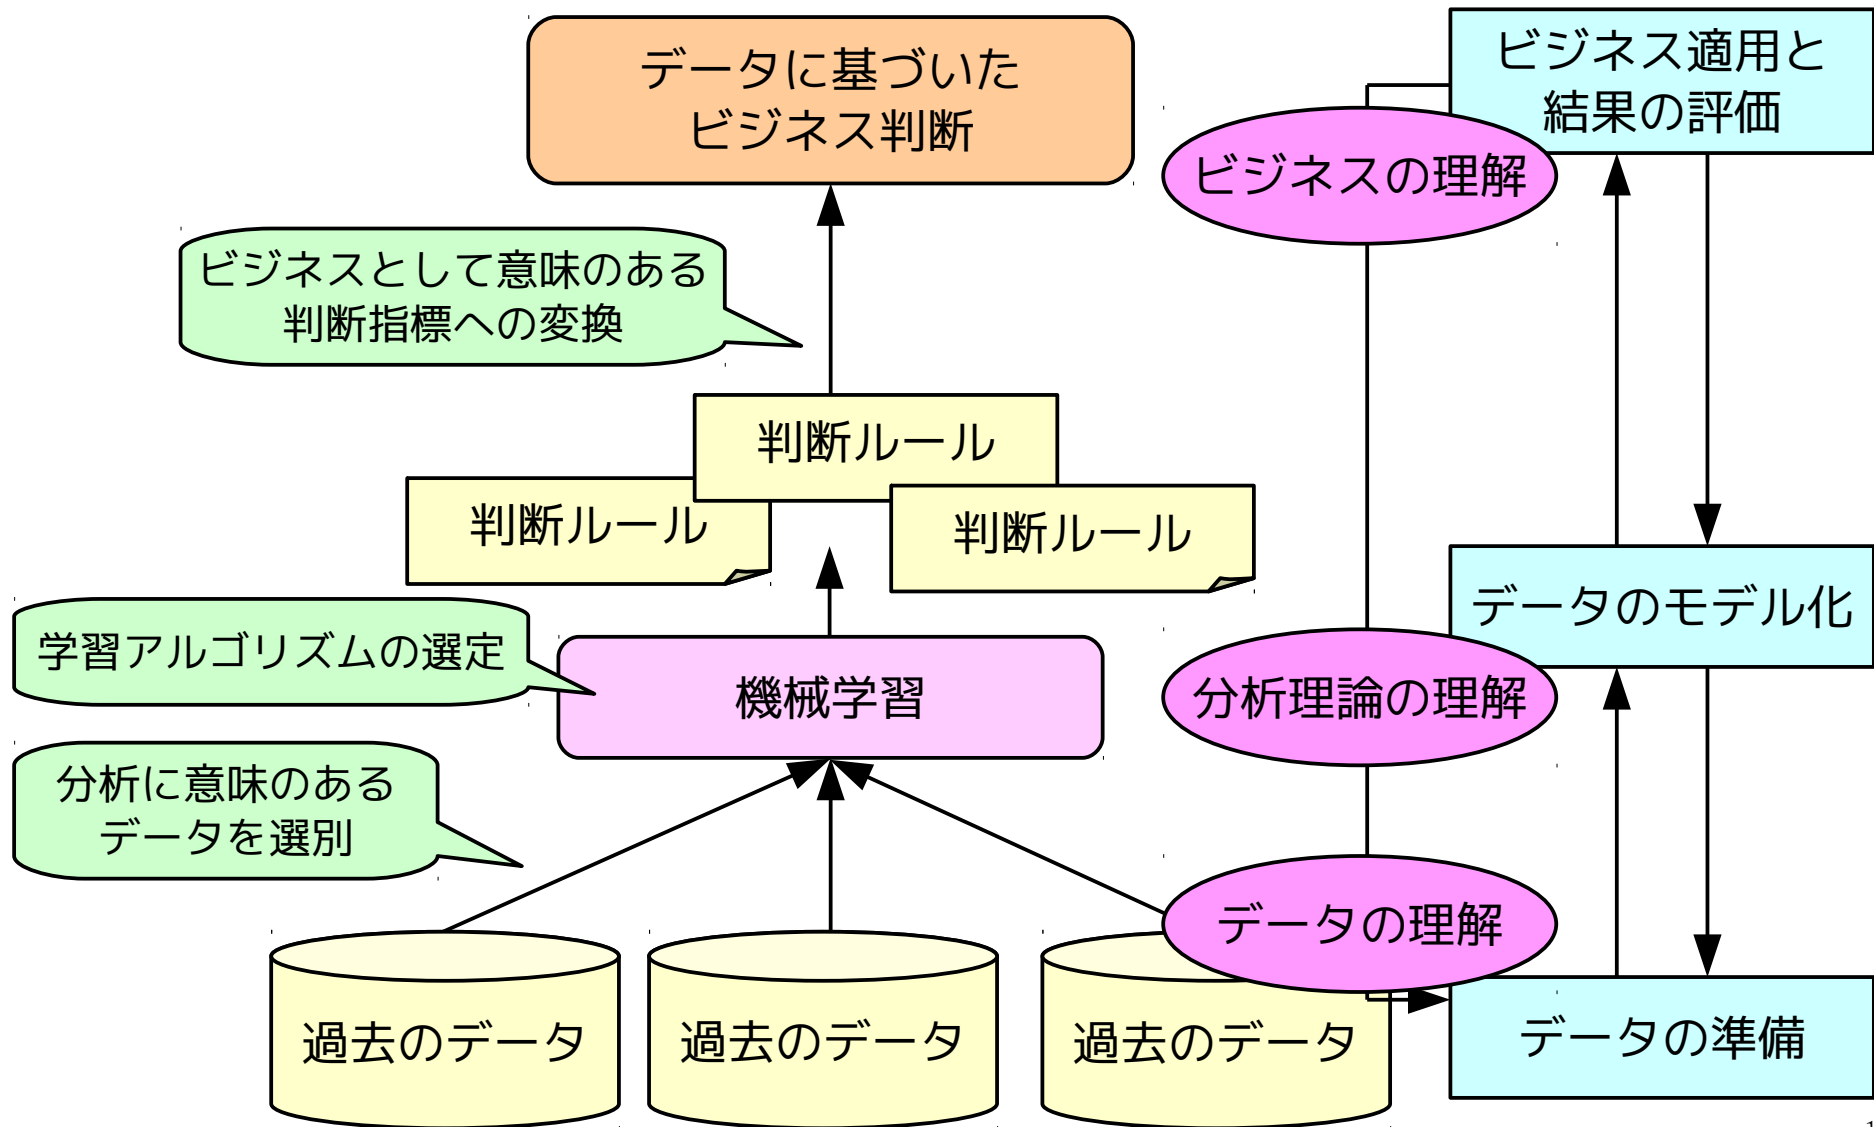 データに基づいた
ビジネス判断
ビジネス適用と
結果の評価
ビジネスの理解
ビジネスとして意味のある
判断指標への変換
判断ルール
判断ルール
判断ルール
データのモデル化
学習アルゴリズムの選定
機械学習
分析理論の理解
分析に意味のある
データを選別
データの理解
過去のデータ
過去のデータ
過去のデータ
データの準備